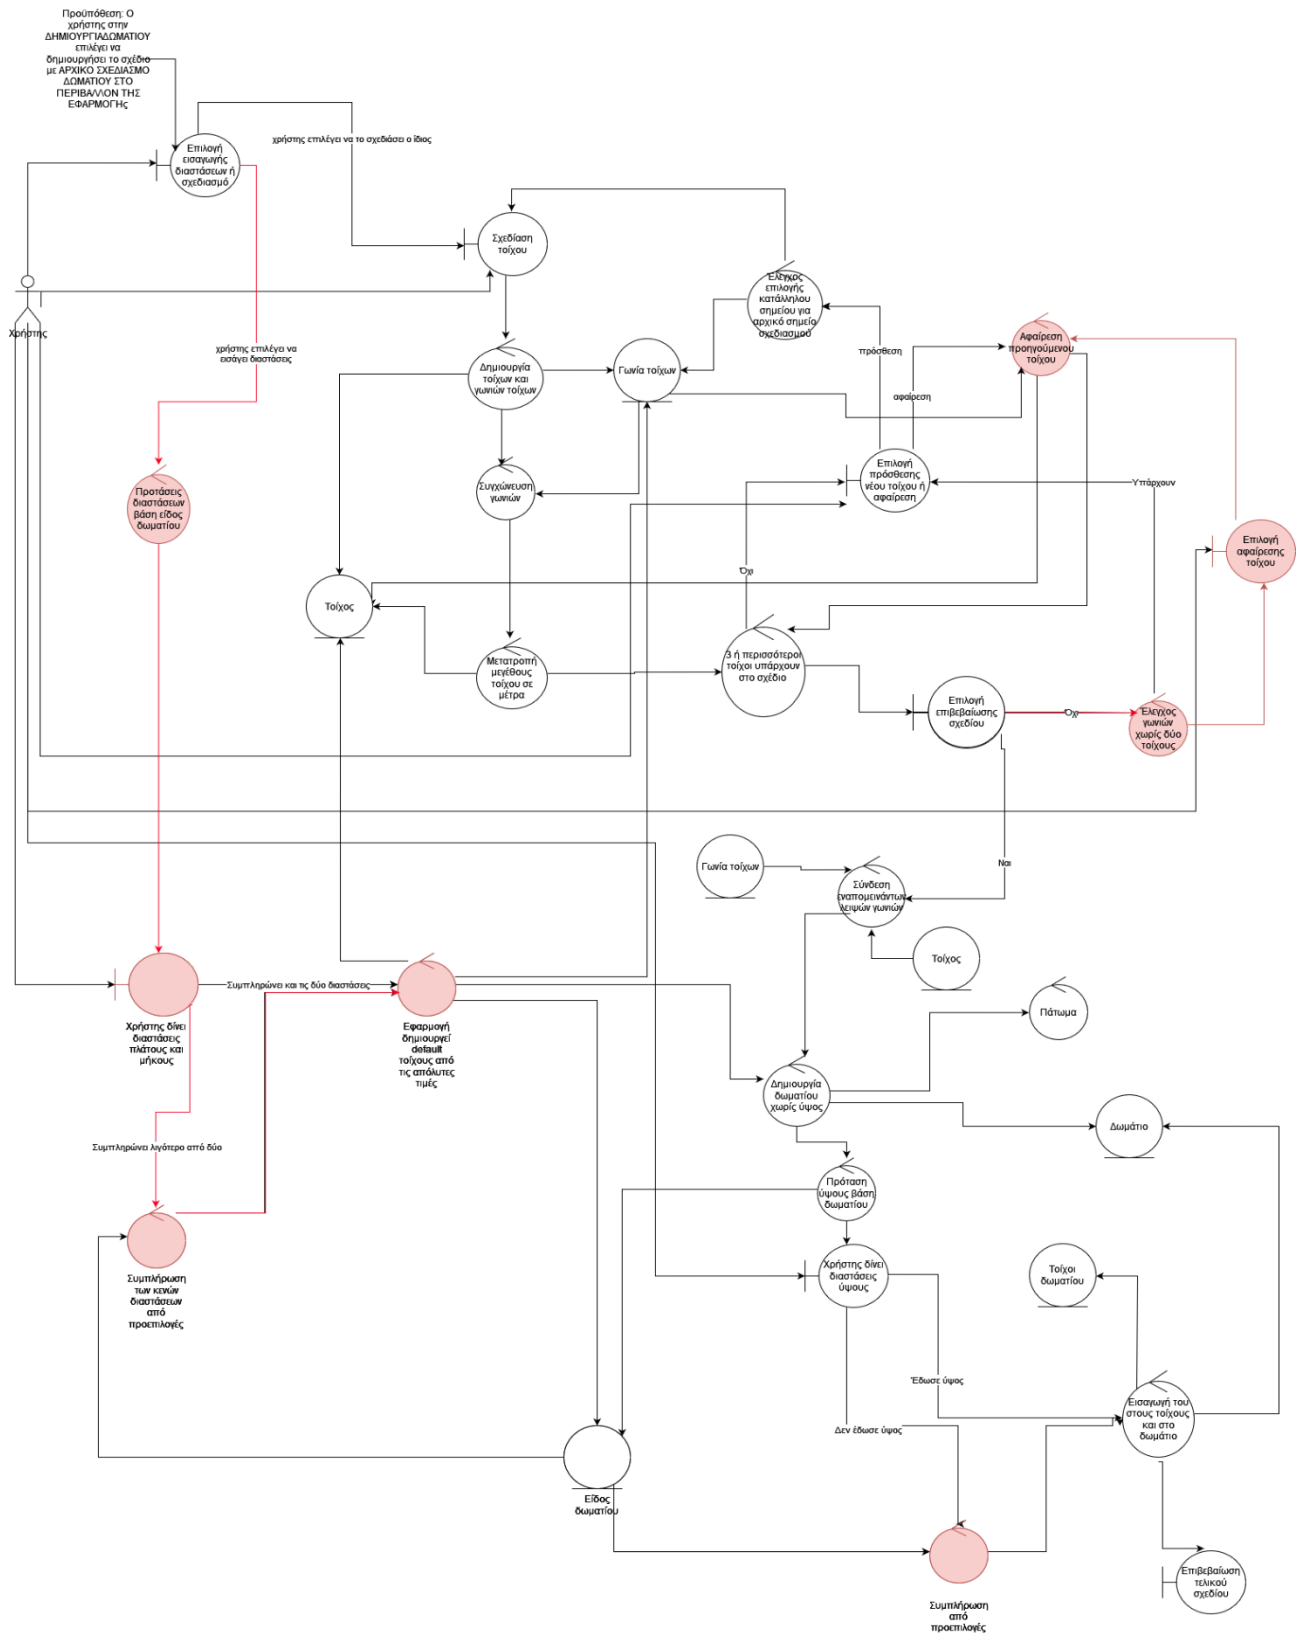 Προϋπόθεση: Ο
χρήστης στην
ΔΗΜΙΟΥΡΓΙΑΔΩΜΑΤΙΟΥ
επιλέγει να
δημιουργήσει το σχέδιο
με ΑΡΧΙΚΟ ΣΧΕΔΙΑΣΜΟ
ΔΩΜΑΤΙΟΥ ΣΤΟ
ΠΕΡΙΒΑΛΛΟΝ ΤΗΣ
ΕΦΑΡΜΟΓΗς
Επιλογή
εισαγωγής
διαστάσεων ή
σχεδιασμό
χρήστης επιλέγει να το σχεδιάσει ο ίδιος
Σχεδίαση
τοίχου
Έλεγχος
επιλογής
κατάλληλου
σημείου για
αρχικό σημείο
σχεδιασμού
Χρήστης
χρήστης επιλέγει να
εισάγει διαστάσεις
Δημιουργία
τοίχων και
γωνιών τοίχων
Γωνία τοίχων
πρόσθεση
Αφαίρεση
προηγούμενου
τοίχου
αφαίρεση
Προτάσεις
διαστάσεων
βάση είδος
δωματίου
Συγχώνευση
γωνιών
Επιλογή
πρόσθεσης
νέου τοίχου ή
αφαίρεση
Υπάρχουν
Επιλογή
αφαίρεσης
τοίχου
Όχι
Τοίχος
Μετατροπή
μεγέθους
τοίχου σε
μέτρα
3 ή περισσότεροι
τοίχοι υπάρχουν
στο σχέδιο
Επιλογή
επιβεβαίωσης
σχεδίου
Όχι
Έλεγχος
γωνιών
χωρίς δύο
τοίχους
Ναι
Γωνία τοίχων
Σύνδεση
εναπομεινάντων
λειψών γωνιών
Τοίχος
Συμπληρώνει και τις δύο διαστάσεις
Χρήστης δίνει
διαστάσεις
πλάτους και
μήκους
Εφαρμογή
δημιουργεί
default
τοίχους από
τις απόλυτες
τιμές
Πάτωμα
Δημιουργία
δωματίου
χωρίς ύψος
Δωμάτιο
Συμπληρώνει λιγότερο από δύο
Πρόταση
ύψους βάση
δωματίου
Συμπλήρωση
των κενών
διαστάσεων
από
προεπιλογές
Χρήστης δίνει
διαστάσεις
ύψους
Τοίχοι
δωματίου
Έδωσε ύψος
Δεν έδωσε ύψος
Εισαγωγή του
στους τοίχους
και στο
δωμάτιο
Είδος
δωματίου
Συμπλήρωση
από
προεπιλογές
Επιβεβαίωση
τελικού
σχεδίου